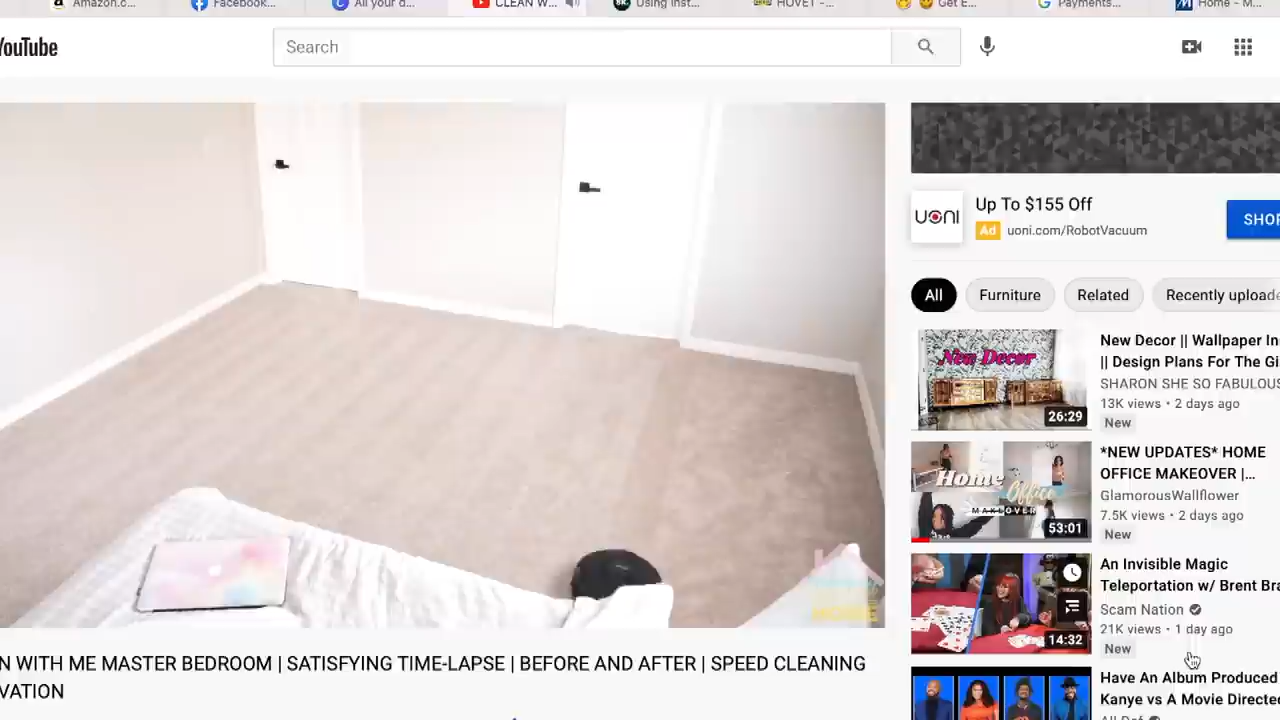 Amazon.c...
Facebook...
All your d...
CLEAN W...
Using Inst...
HOVET -...
Get E...
Payments...
Home - M...
YouTube
Search
UONI
Up To $155 Off
Ad uoni.com/RobotVacuum
SHOP
All
Furniture
Related
Recently uploade
New Decor
26:29
New Decor || Wallpaper In
|| Design Plans For The Gi
SHARON SHE SO FABULOUS
13K views • 2 days ago
New
Home
Office
MAKEOVER
53:01
*NEW UPDATES* HOME
OFFICE MAKEOVER |...
GlamorousWallflower
7.5K views • 2 days ago
New
14:32
An Invisible Magic
Teleportation w/ Brent Bra
Scam Nation
21K views • 1 day ago
New
Have An Album Produced
Kanye vs A Movie Directe
All Def
N WITH ME MASTER BEDROOM | SATISFYING TIME-LAPSE | BEFORE AND AFTER | SPEED CLEANING
VATION